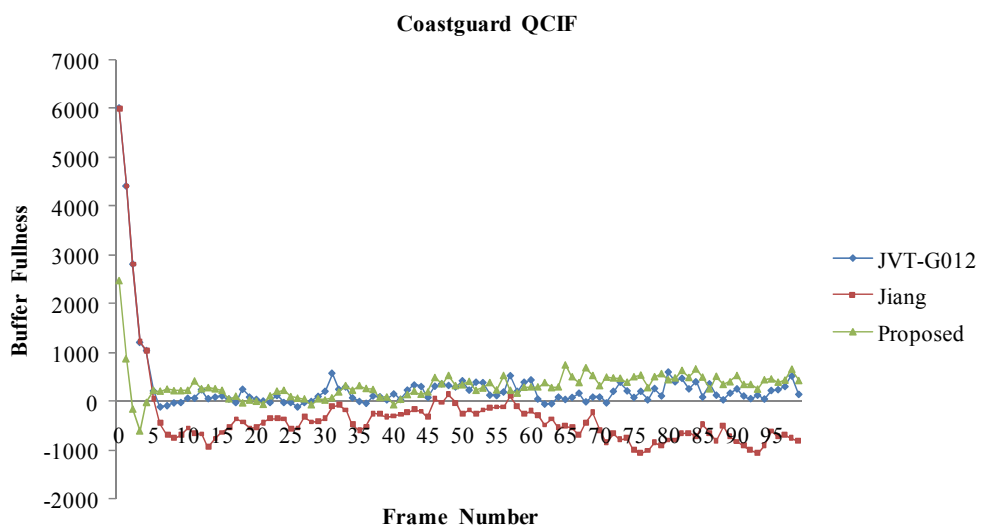 Coastguard QCIF
7000
6000
5000
4000
3000
2000
1000
0
-1000
-2000
Buffer Fullness
0 5 10 15 20 25 30 35 40 45 50 55 60 65 70 75 80 85 90 95
Frame Number
JVT-G012
Jiang
Proposed